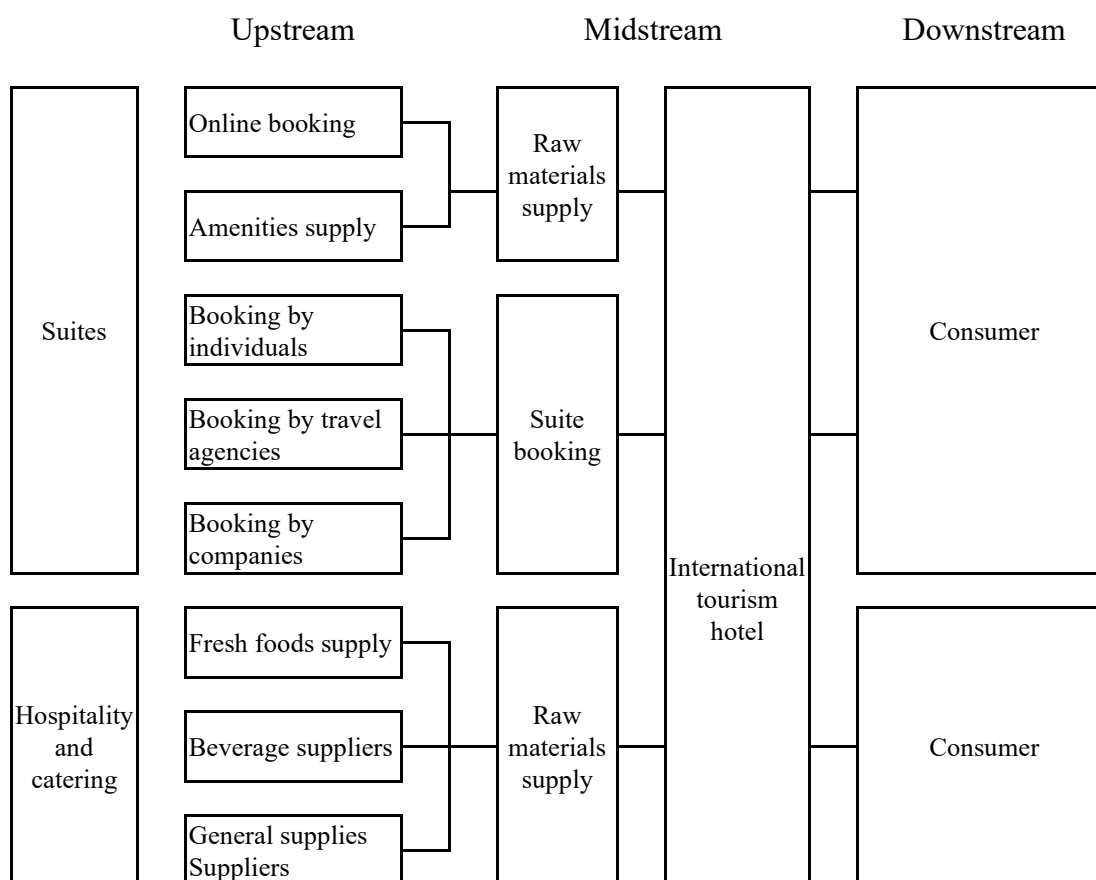 Upstream
Midstream
Downstream
Suites
Online booking
Amenities supply
Booking by
individuals
Booking by travel
agencies
Booking by
companies
Raw
materials
supply
Suite
booking
International
tourism
hotel
Consumer
Hospitality
and
catering
Fresh foods supply
Beverage suppliers
General supplies
Suppliers
Raw
materials
supply
Consumer